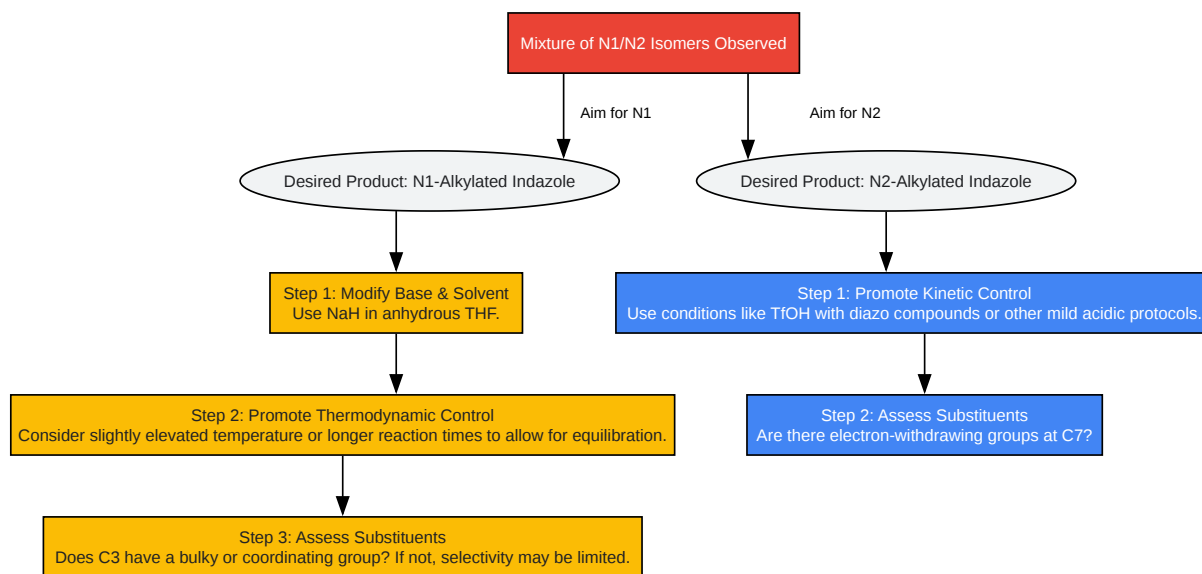 Mixture of N1/N2 Isomers Observed
Aim for N1
Aim for N2
Desired Product: N1-Alkylated Indazole
Desired Product: N2-Alkylated Indazole
Step 1: Modify Base & Solvent
Use NaH in anhydrous THF.
Step 1: Promote Kinetic Control
Use conditions like TfOH with diazo compounds or other mild acidic protocols.
Step 2: Promote Thermodynamic Control
Consider slightly elevated temperature or longer reaction times to allow for equilibration.
Step 2: Assess Substituents
Are there electron-withdrawing groups at C7?
Step 3: Assess Substituents
Does C3 have a bulky or coordinating group? If not, selectivity may be limited.